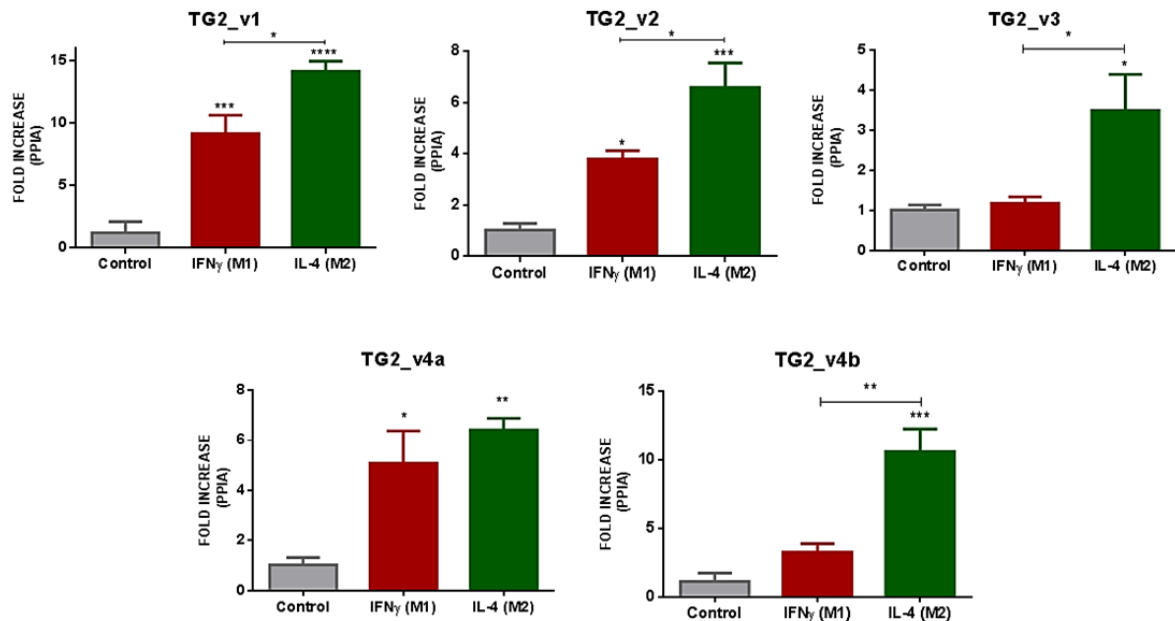 TG2_v1
*
****
***
FOLD INCREASE
(PPIA)
15
10
5
0
Control
IFNγ (M1)
IL-4 (M2)
TG2_v2
*
***
*
FOLD INCREASE
(PPIA)
8
6
4
2
0
Control
IFNγ (M1)
IL-4 (M2)
TG2_v3
*
*
FOLD INCREASE
(PPIA)
5
4
3
2
1
0
Control
IFNγ (M1)
IL-4 (M2)
TG2_v4a
*
**
FOLD INCREASE
(PPIA)
8
6
4
2
0
Control
IFNγ (M1)
IL-4 (M2)
TG2_v4b
**
***
FOLD INCREASE
(PPIA)
15
10
5
0
Control
IFNγ (M1)
IL-4 (M2)